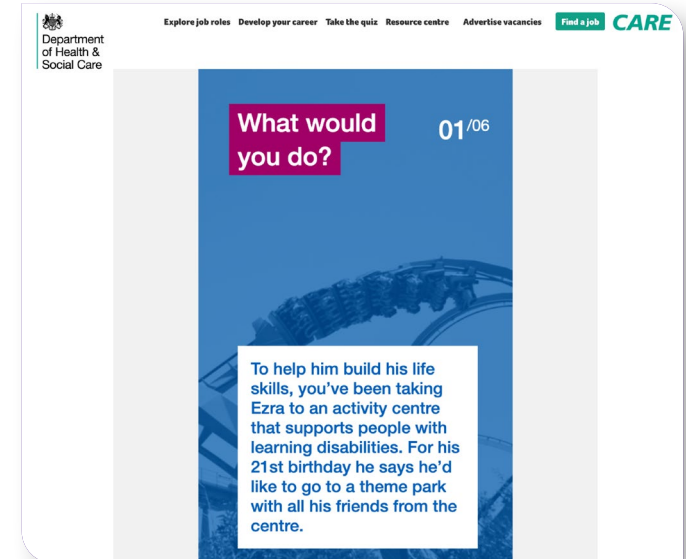 Department
of Health &
Social Care
Explore job roles Develop your career Take the quiz Resource centre Advertise vacancies Find a job CARE
What would
you do?
01/06
To help him build his life
skills, you've been taking
Ezra to an activity centre
that supports people with
learning disabilities. For his
21st birthday he says he'd
like to go to a theme park
with all his friends from the
centre.